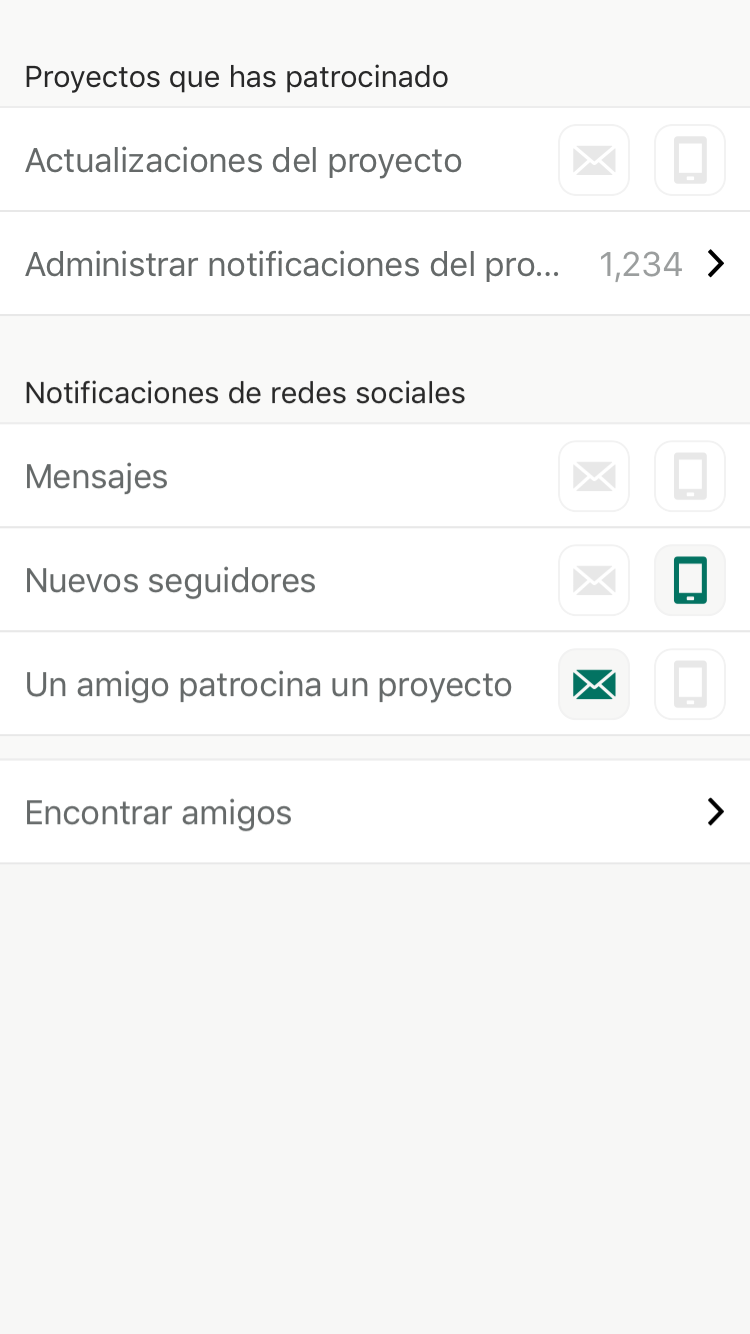 Proyectos que has patrocinado
Actualizaciones del proyecto
Administrar notificaciones del pro... 1,234
Notificaciones de redes sociales
Mensajes
Nuevos seguidores
Un amigo patrocina un proyecto
Encontrar amigos